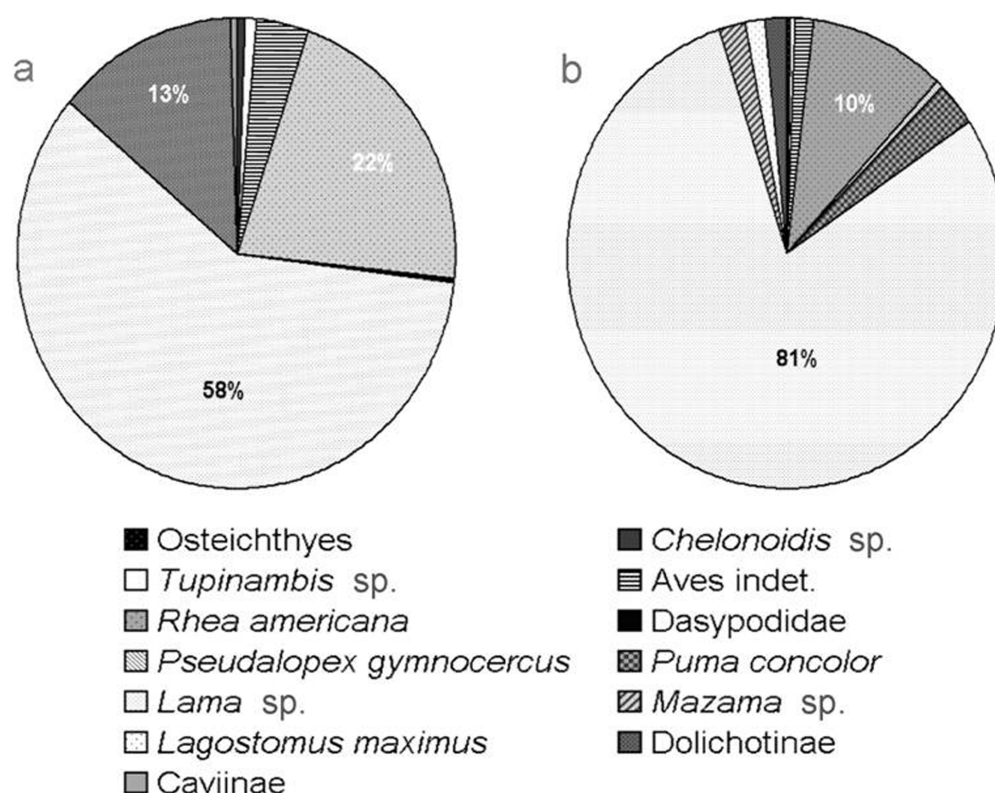 a
b
13%
22%
58%
10%
81%
Osteichthyes
Chelonoidis sp.
Tupinambis sp.
Aves indet.
Rhea americana
Dasypodidae
Pseudalopex gymnocercus
Puma concolor
Lama sp.
Mazama sp.
Lagostomus maximus
Dolichotinae
Caviinae